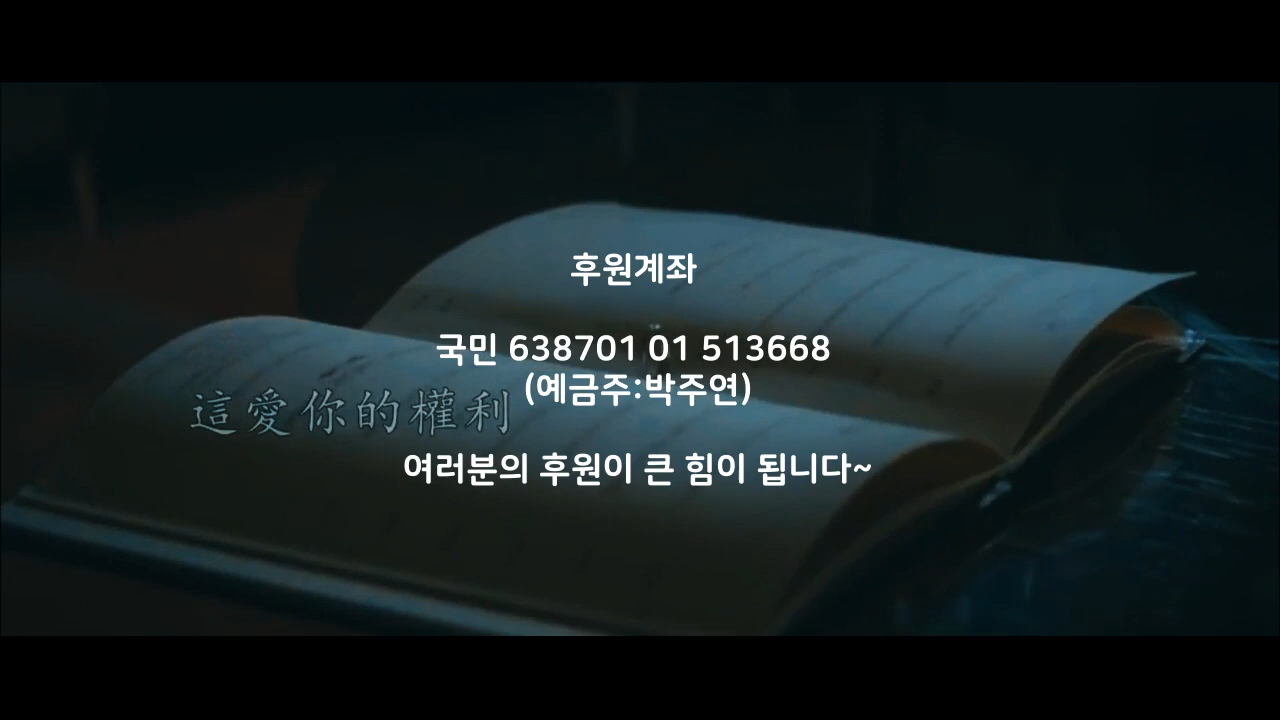 후원계좌
국민 638701 01 513668
(예금주:박주연)
這愛你的權利
여러분의 후원이 큰 힘이 됩니다~